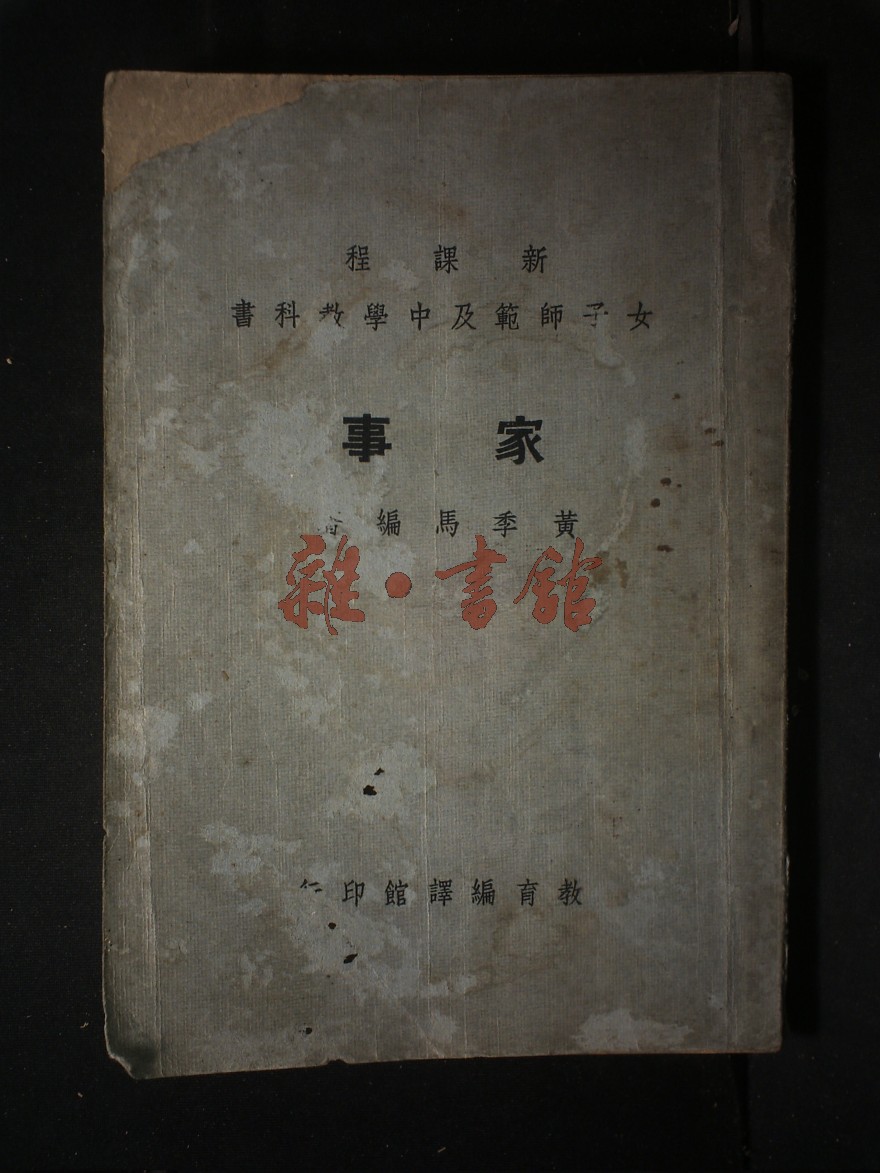 新課程
女子師範及中學教科書
家事
黃季馬編
雜·書館
教育編譯館印